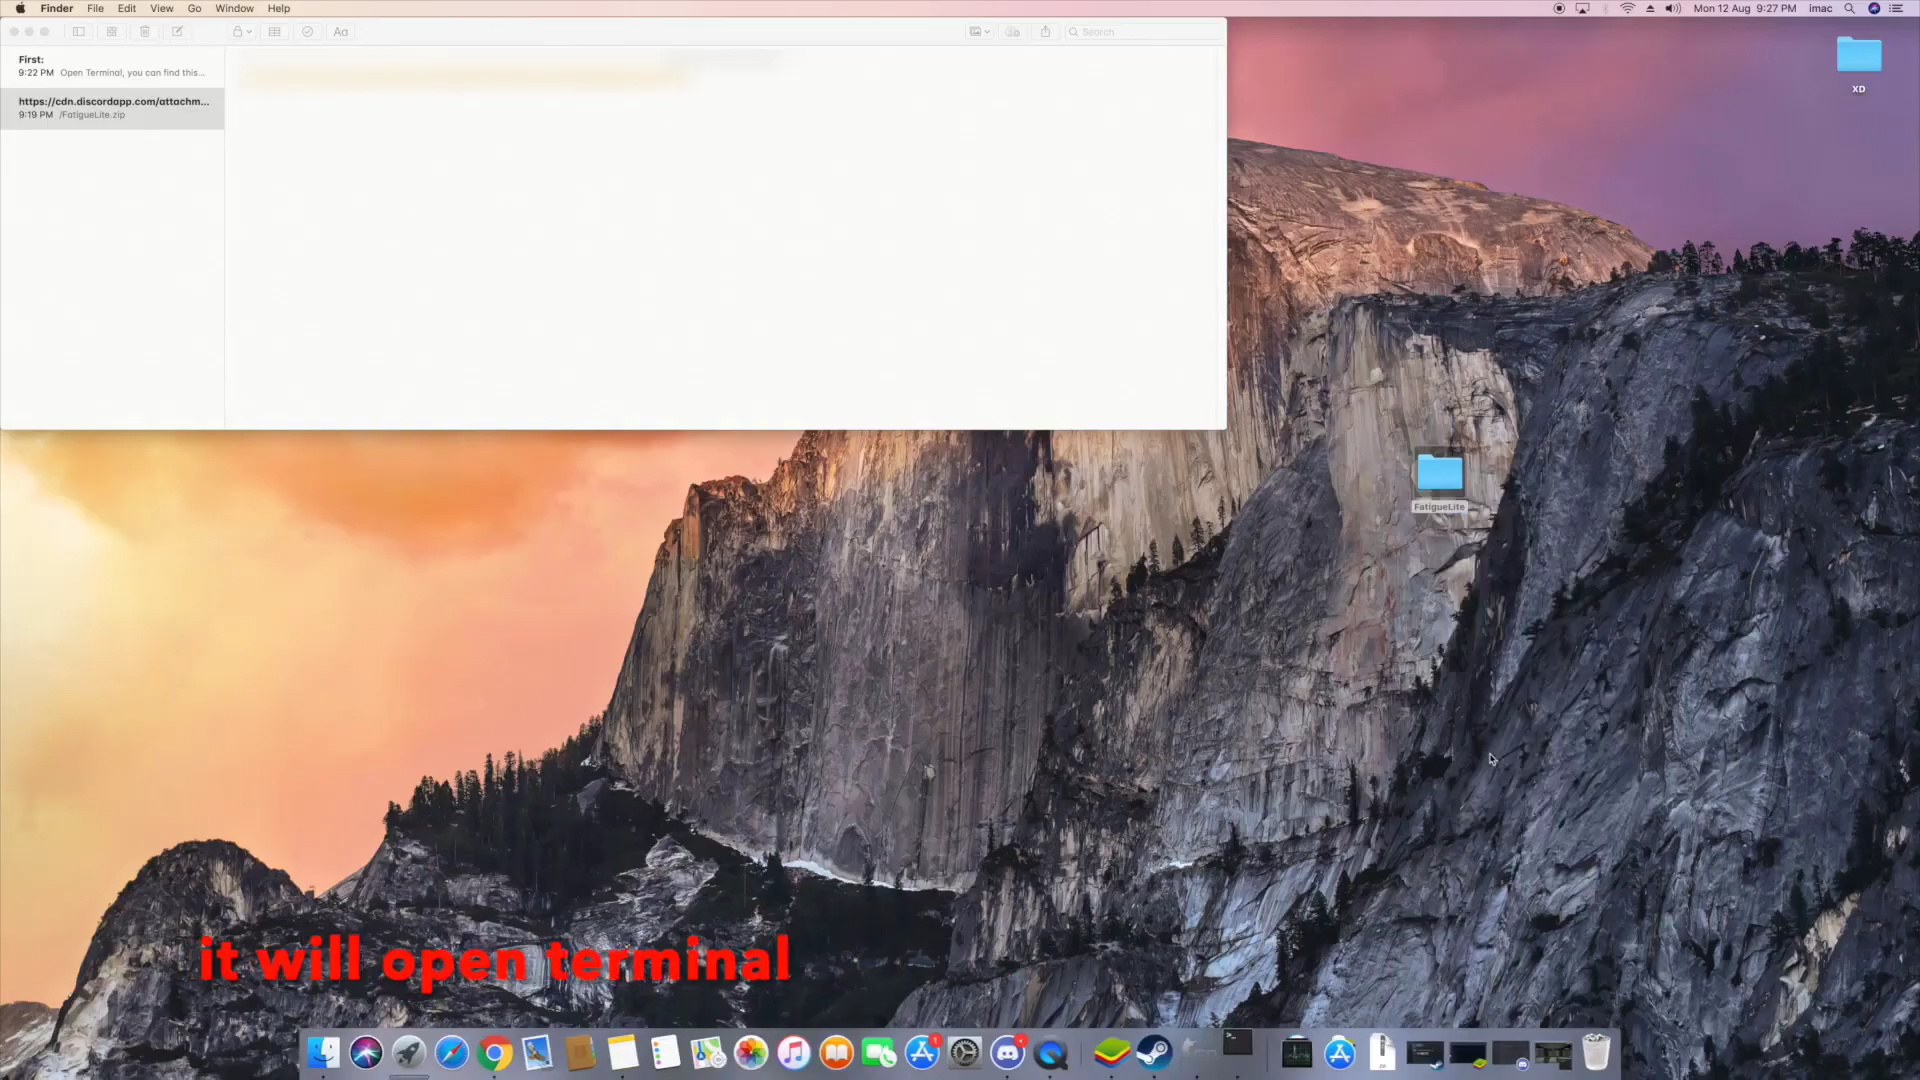 Finder File Edit View Go Window Help
Mon 12 Aug 9:27 PM imac
Aa
Search
First:
9:22 PM Open Terminal, you can find this...
https://cdn.discordapp.com/attachm...
9:19 PM /FatigueLite.zip
XD
FatigueLite
it will open terminal